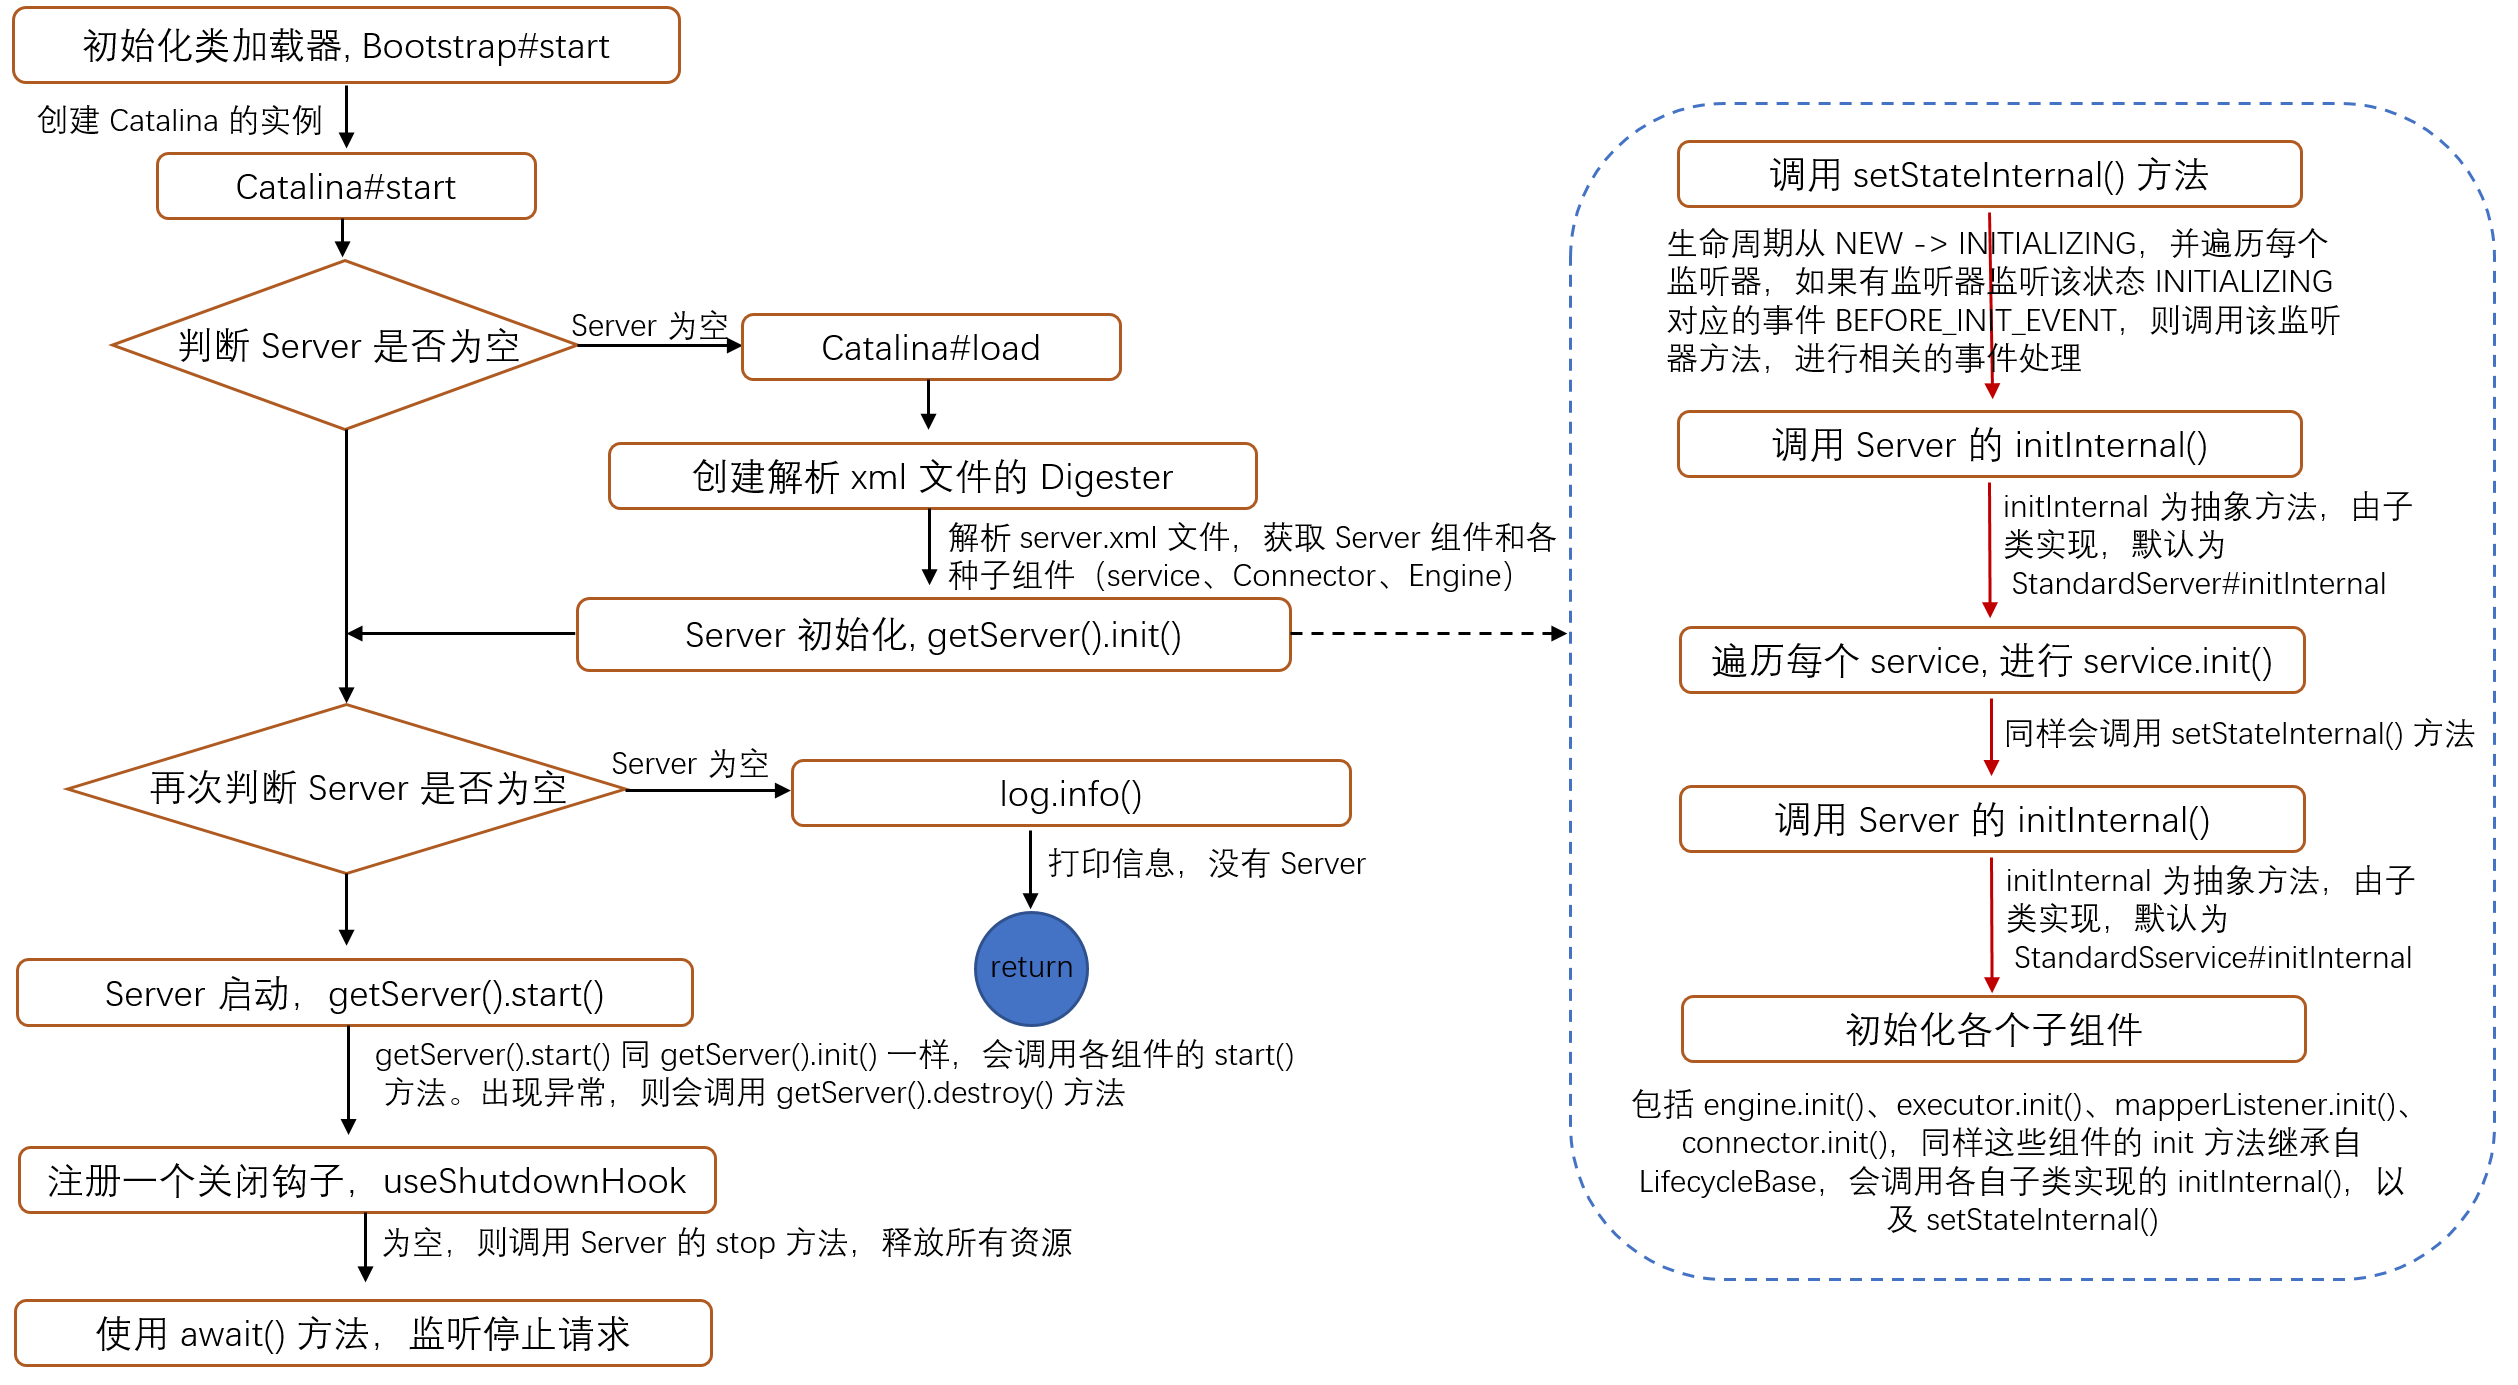 初始化类加载器, Bootstrap#start
创建 Catalina 的实例
Catalina#start
判断 Server 是否为空
Server 为空
Catalina#load
创建解析 xml 文件的 Digester
解析 server.xml 文件，获取 Server 组件和各
种子组件（service、Connector、Engine）
Server 初始化, getServer().init()
再次判断 Server 是否为空
Server 为空
log.info()
打印信息，没有 Server
return
Server 启动，getServer().start()
getServer().start() 同 getServer().init() 一样，会调用各组件的 start()
方法。出现异常，则会调用 getServer().destroy() 方法
注册一个关闭钩子，useShutdownHook
为空，则调用 Server 的 stop 方法，释放所有资源
使用 await() 方法，监听停止请求
调用 setStateInternal() 方法
生命周期从 NEW -> INITIALIZING，并遍历每个
监听器，如果有监听器监听该状态 INITIALIZING
对应的事件 BEFORE_INIT_EVENT，则调用该监听
器方法，进行相关的事件处理
调用 Server 的 initInternal()
initInternal 为抽象方法，由子
类实现，默认为
StandardServer#initInternal
遍历每个 service, 进行 service.init()
同样会调用 setStateInternal() 方法
调用 Server 的 initInternal()
initInternal 为抽象方法，由子
类实现，默认为
StandardSservice#initInternal
初始化各个子组件
包括 engine.init()、executor.init()、mapperListener.init()、
connector.init()，同样这些组件的 init 方法继承自
LifecycleBase，会调用各自子类实现的 initInternal()，以
及 setStateInternal()